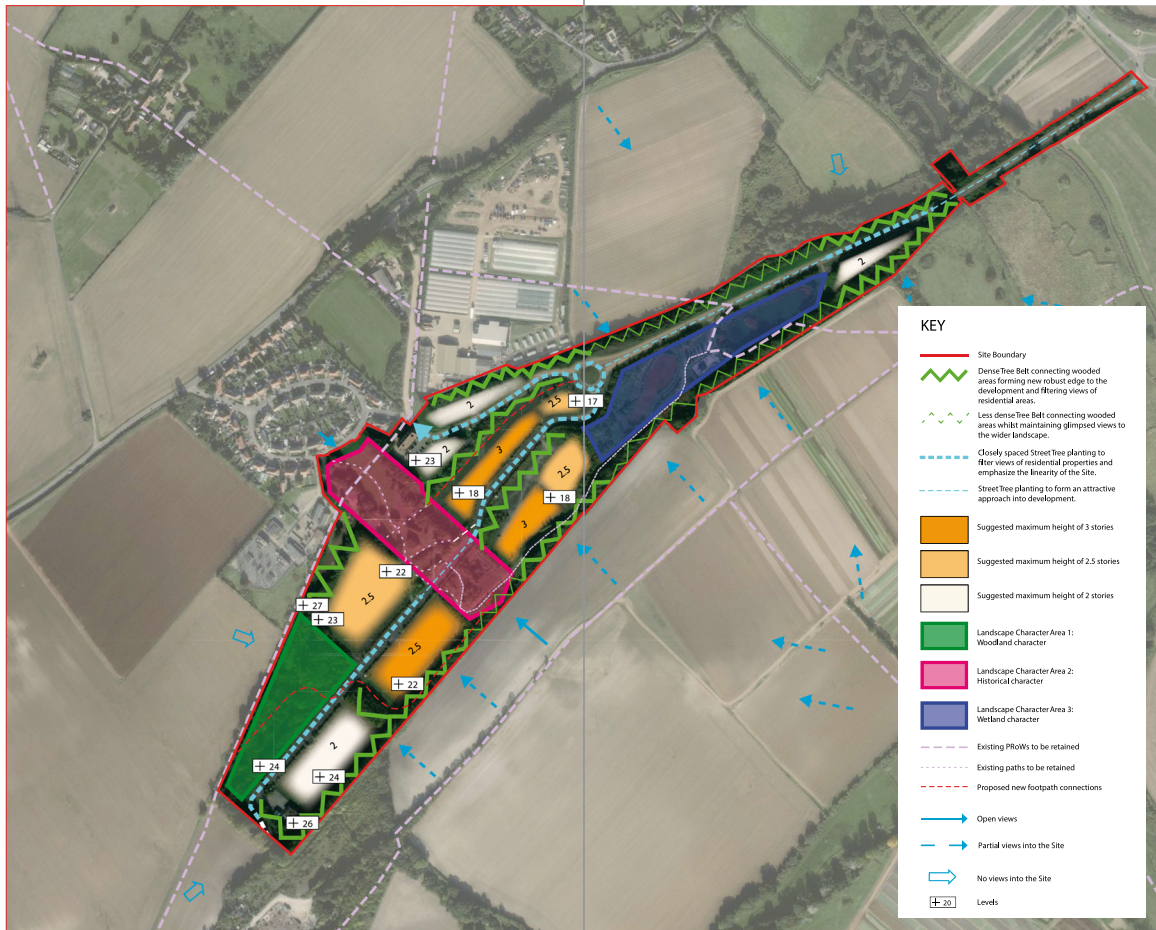 2
2
2.5
+ 17
2
+ 23
3
2.5
+ 18
+ 18
3
+ 22
2.5
+ 27
+ 23
2.5
+ 22
2
+ 24
+ 24
+ 26
KEY
Site Boundary
Dense Tree Belt connecting wooded
areas forming new robust edge to the
development and filtering views of
residential areas.
Less dense Tree Belt connecting wooded
areas whilst maintaining glimpsed views to
the wider landscape.
Closely spaced Street Tree planting to
filter views of residential properties and
emphasize the linearity of the Site.
Street Tree planting to form an attractive
approach into development.
Suggested maximum height of 3 stories
Suggested maximum height of 2.5 stories
Suggested maximum height of 2 stories
Landscape Character Area 1:
Woodland character
Landscape Character Area 2:
Historical character
Landscape Character Area 3:
Wetland character
Existing PRoWs to be retained
Existing paths to be retained
Proposed new footpath connections
Open views
Partial views into the Site
No views into the Site
+ 20 Levels